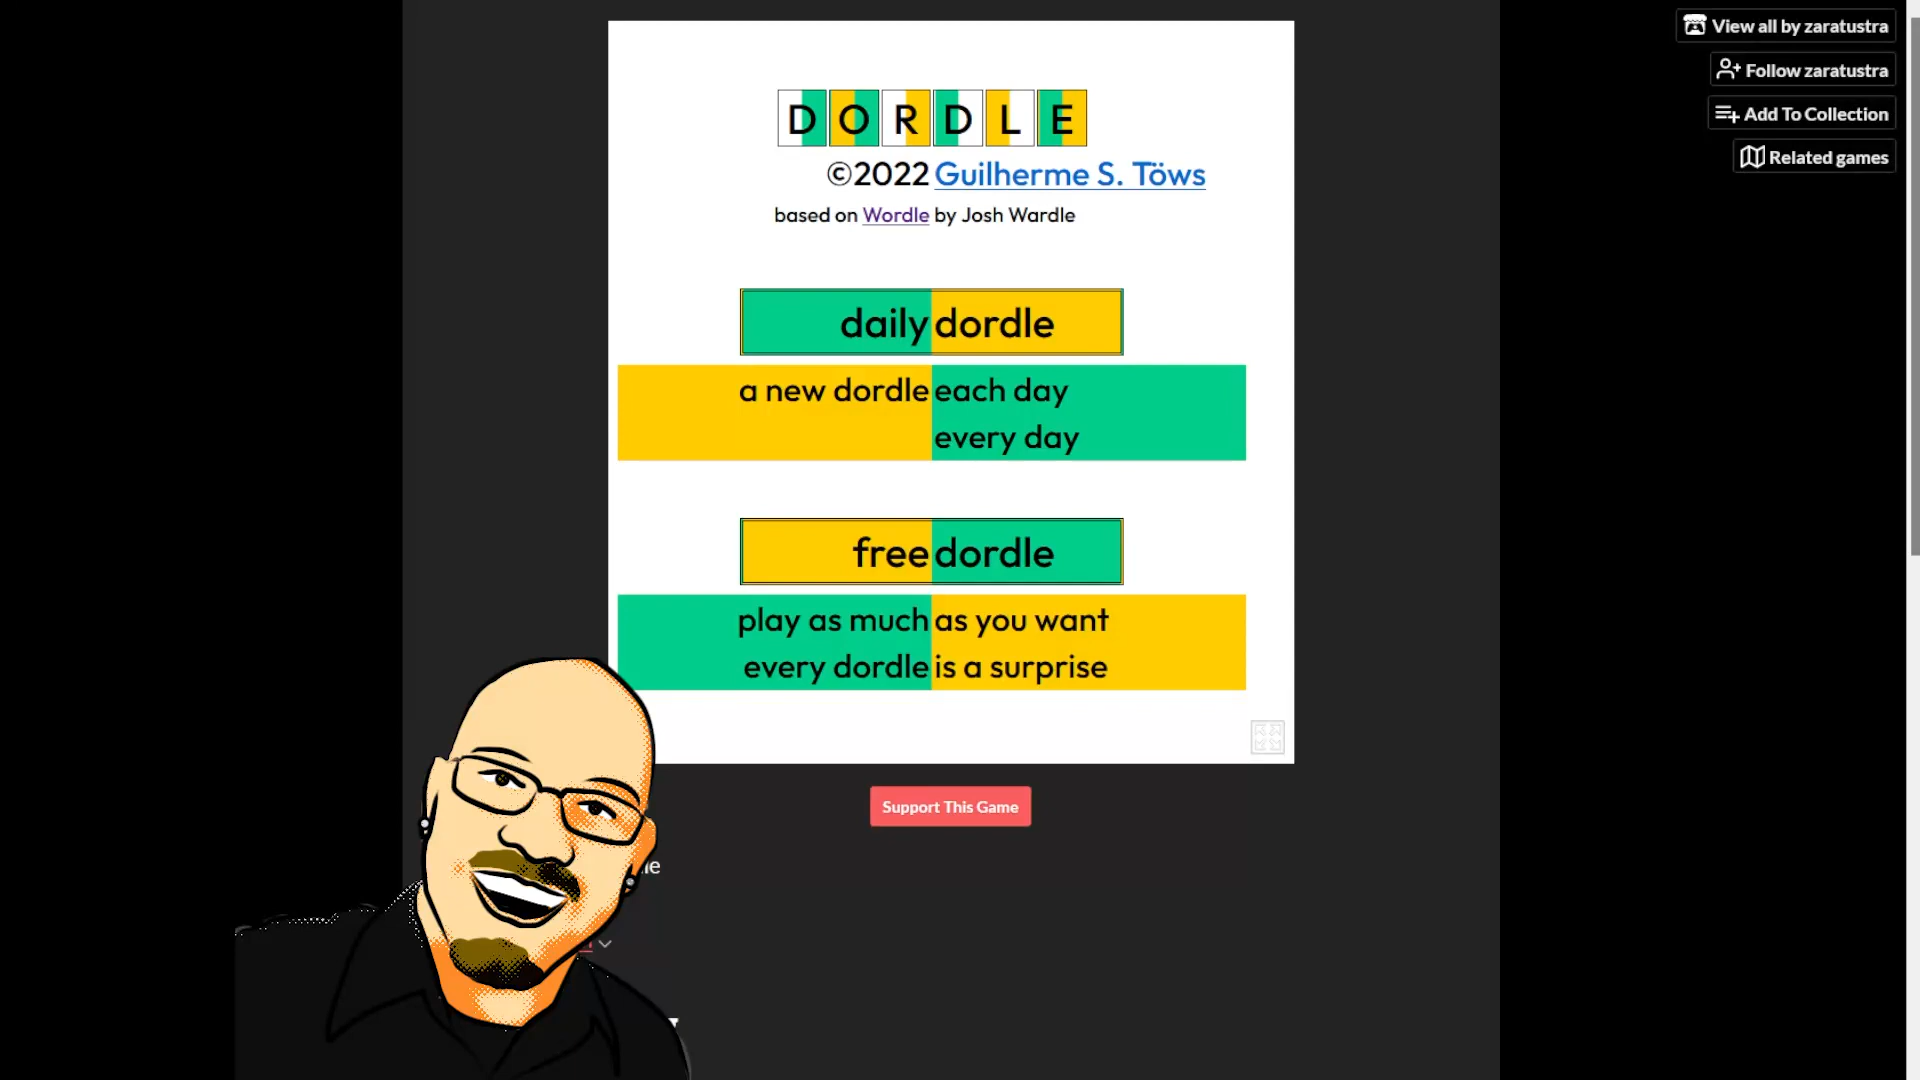 View all by zaratustra
Follow zaratustra
Add To Collection
Related games
DORDLE
©2022 Guilherme S. Töws
based on Wordle by Josh Wardle
daily dordle
a new dordle each day
every day
free dordle
play as much as you want
every dordle is a surprise
Support This Game